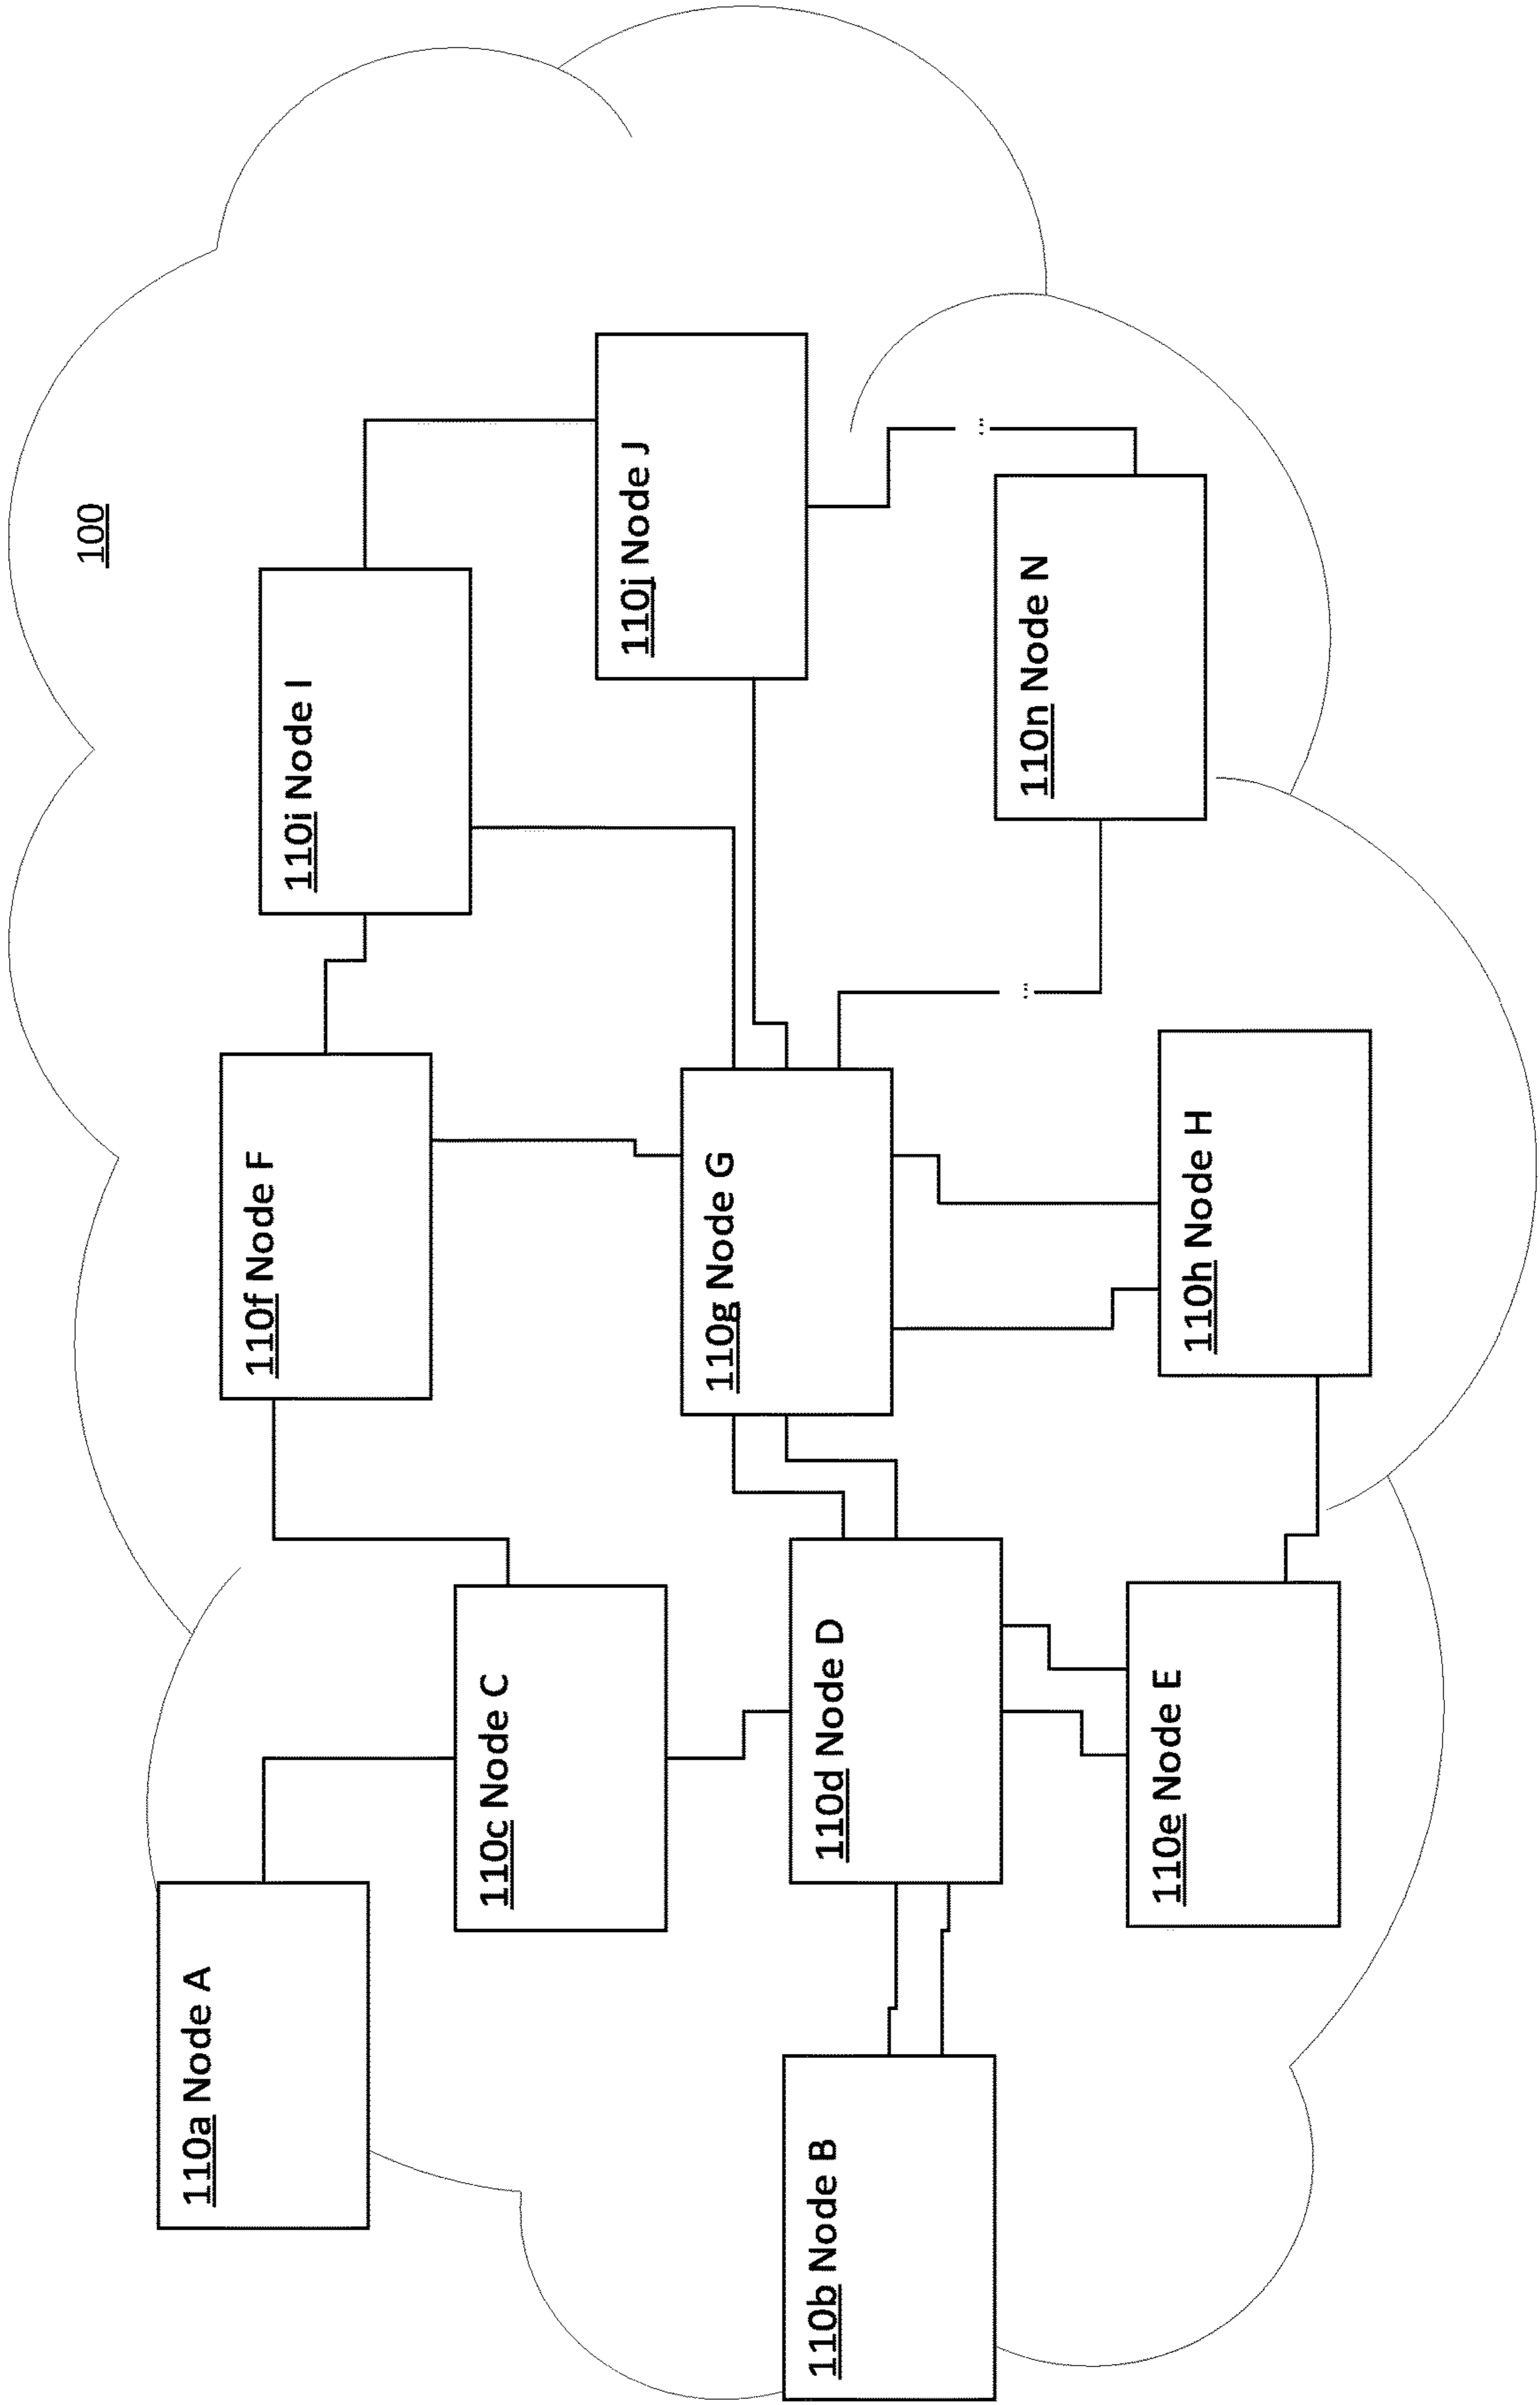 100
110a Node A
110b Node B
110c Node C
110d Node D
110e Node E
110f Node F
110g Node G
110h Node H
110i Node I
110j Node J
110n Node N
...
...